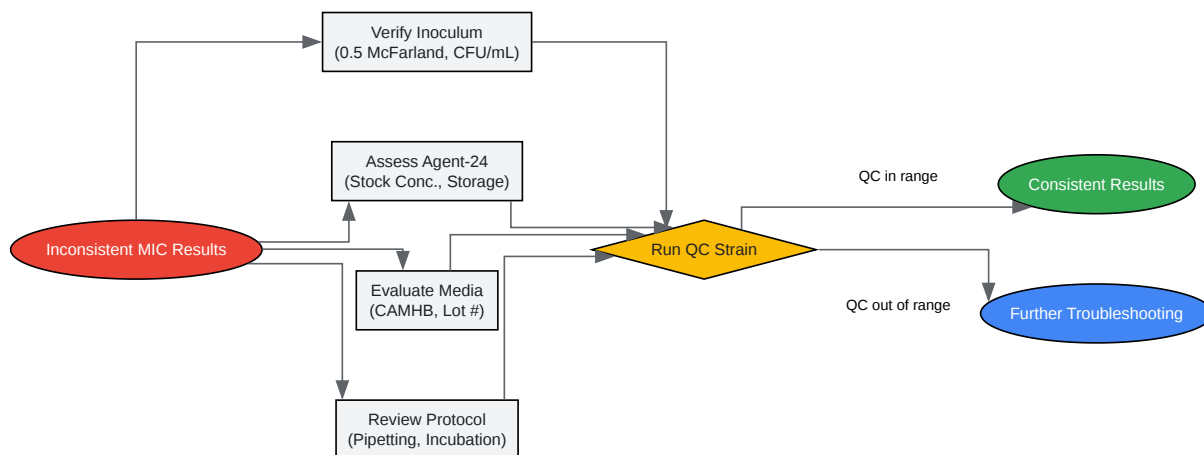 Verify Inoculum
(0.5 McFarland, CFU/mL)
Assess Agent-24
(Stock Conc., Storage)
QC in range
Consistent Results
Inconsistent MIC Results
Run QC Strain
Evaluate Media
(CAMHB, Lot #)
QC out of range
Further Troubleshooting
Review Protocol
(Pipetting, Incubation)